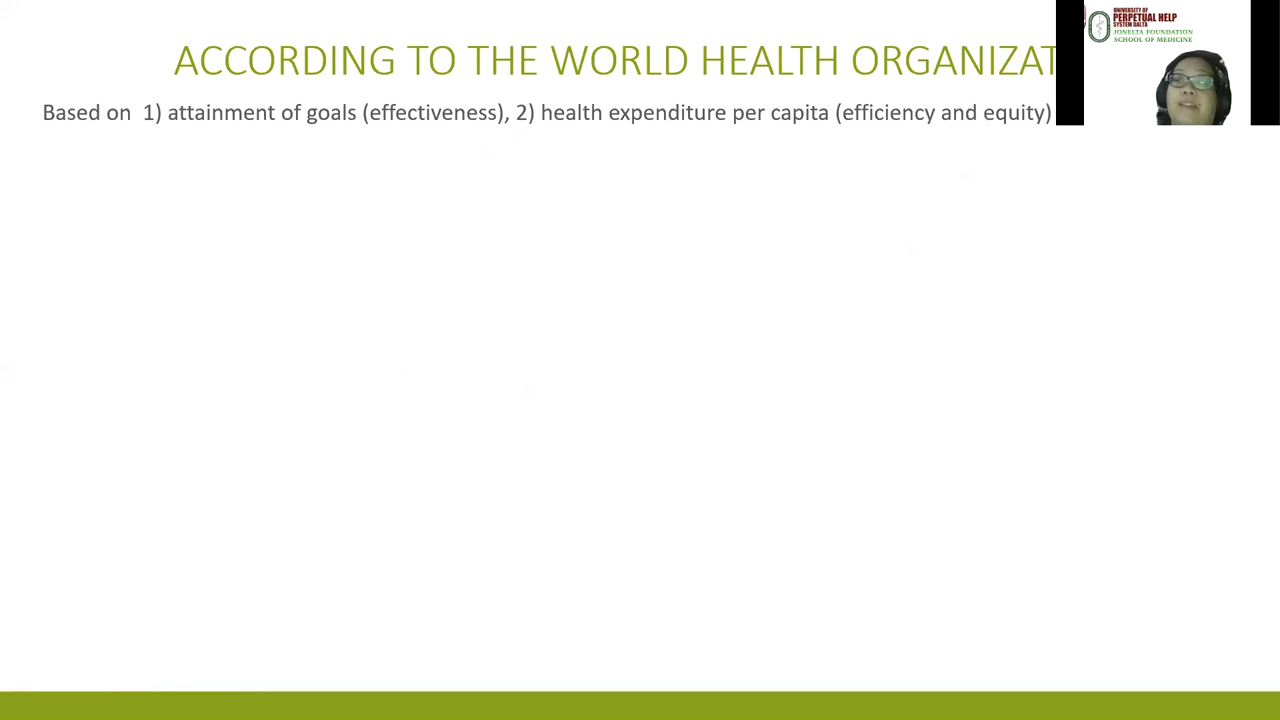 ACCORDING TO THE WORLD HEALTH ORGANIZAT
Based on 1) attainment of goals (effectiveness), 2) health expenditure per capita (efficiency and equity)
UNIVERSITY OF
PERPETUAL HELP
SYSTEM DALTA
JONELTA FOUNDATION
SCHOOL OF MEDICINE